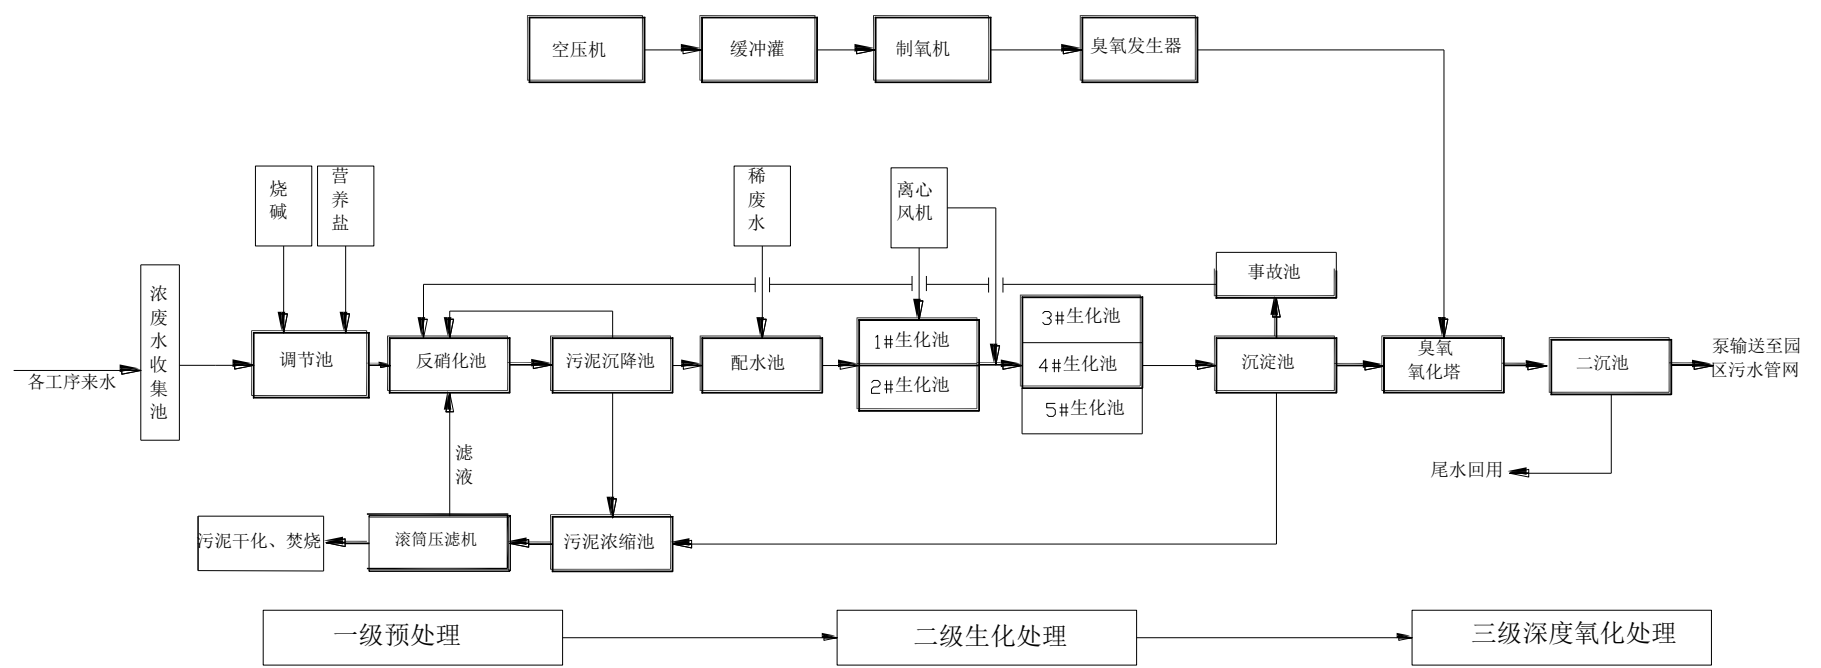 空压机
缓冲灌
制氧机
臭氧发生器
烧
碱
营
养
盐
稀
废
水
离心
风机
事故池
浓
废
水
收
集
池
各工序来水
调节池
反硝化池
污泥沉降池
配水池
1#生化池
2#生化池
3#生化池
4#生化池
5#生化池
沉淀池
臭氧
氧化塔
二沉池
泵输送至园
区污水管网
滤
液
尾水回用
污泥干化、焚烧
滚筒压滤机
污泥浓缩池
一级预处理
二级生化处理
三级深度氧化处理